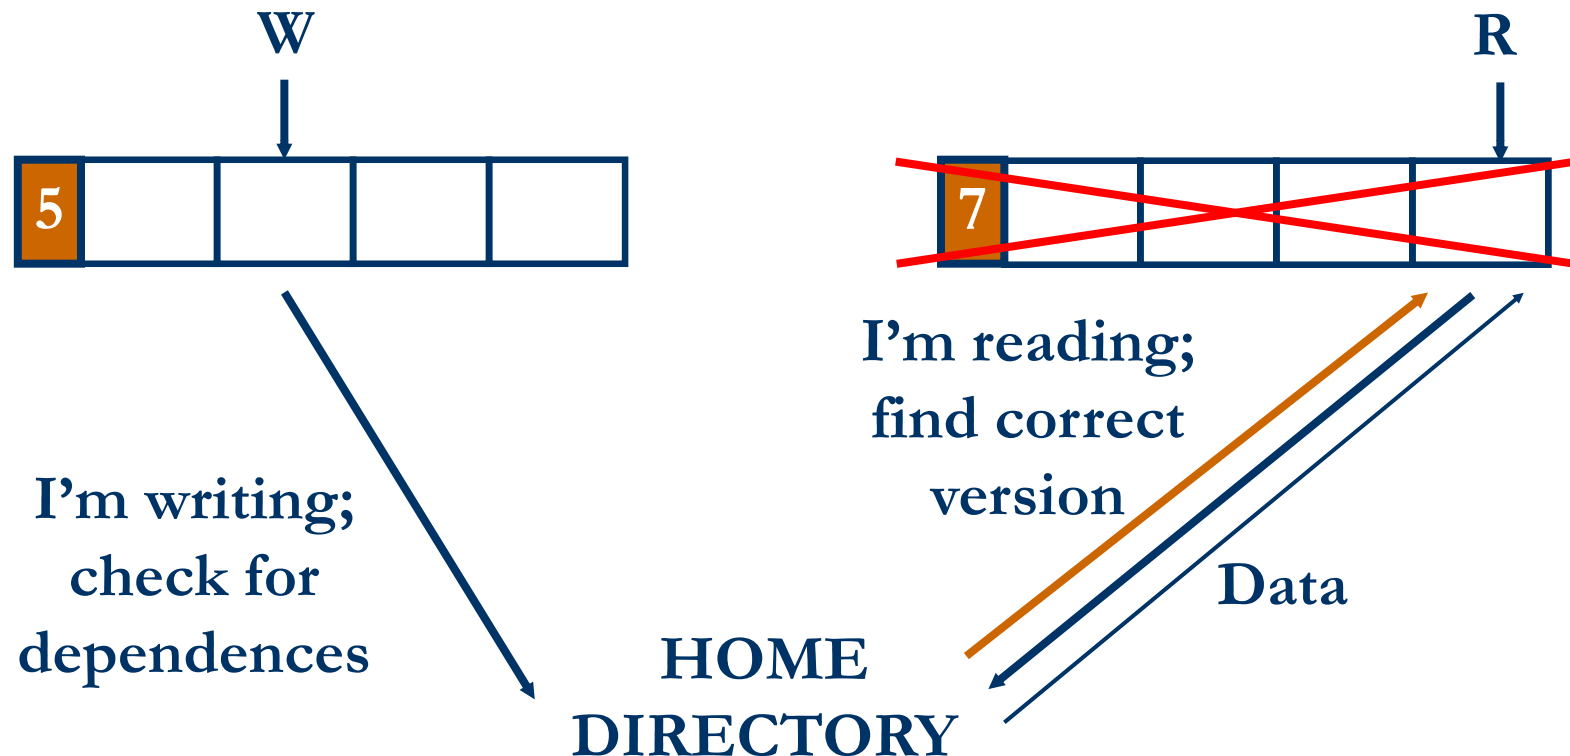 W
R
5
7
I’m reading;
find correct
version
I’m writing;
check for
dependences
Data
HOME
DIRECTORY